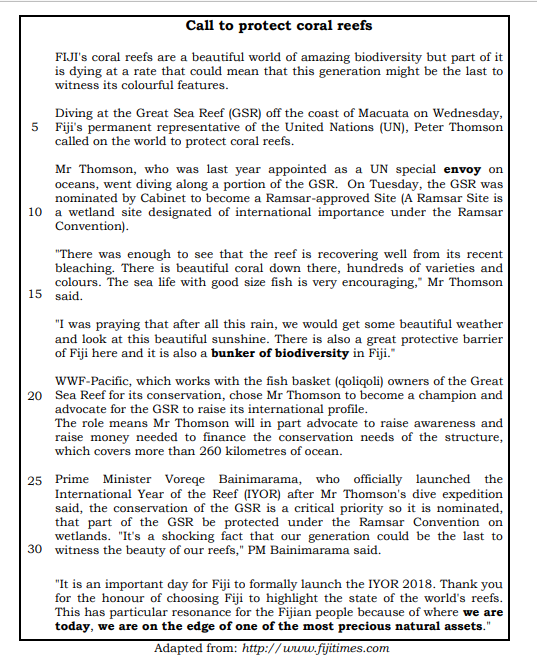 Call to protect coral reefs
FIJI's coral reefs are a beautiful world of amazing biodiversity but part of it
is dying at a rate that could mean that this generation might be the last to
witness its colourful features.
Diving at the Great Sea Reef (GSR) off the coast of Macuata on Wednesday,
5 Fiji's permanent representative of the United Nations (UN), Peter Thomson
called on the world to protect coral reefs.
Mr Thomson, who was last year appointed as a UN special envoy on
oceans, went diving along a portion of the GSR. On Tuesday, the GSR was
nominated by Cabinet to become a Ramsar-approved Site (A Ramsar Site is
10 a wetland site designated of international importance under the Ramsar
Convention).
"There was enough to see that the reef is recovering well from its recent
bleaching. There is beautiful coral down there, hundreds of varieties and
colours. The sea life with good size fish is very encouraging," Mr Thomson
15 said.
"I was praying that after all this rain, we would get some beautiful weather
and look at this beautiful sunshine. There is also a great protective barrier
of Fiji here and it is also a bunker of biodiversity in Fiji."
WWF-Pacific, which works with the fish basket (qoliqoli) owners of the Great
20 Sea Reef for its conservation, chose Mr Thomson to become a champion and
advocate for the GSR to raise its international profile.
The role means Mr Thomson will in part advocate to raise awareness and
raise money needed to finance the conservation needs of the structure,
which covers more than 260 kilometres of ocean.
25 Prime Minister Voreqe Bainimarama, who officially launched the
International Year of the Reef (IYOR) after Mr Thomson's dive expedition
said, the conservation of the GSR is a critical priority so it is nominated,
that part of the GSR be protected under the Ramsar Convention on
wetlands. "It's a shocking fact that our generation could be the last to
30 witness the beauty of our reefs," PM Bainimarama said.
"It is an important day for Fiji to formally launch the IYOR 2018. Thank you
for the honour of choosing Fiji to highlight the state of the world's reefs.
This has particular resonance for the Fijian people because of where we are
today, we are on the edge of one of the most precious natural assets."
Adapted from: http://www.fijitimes.com